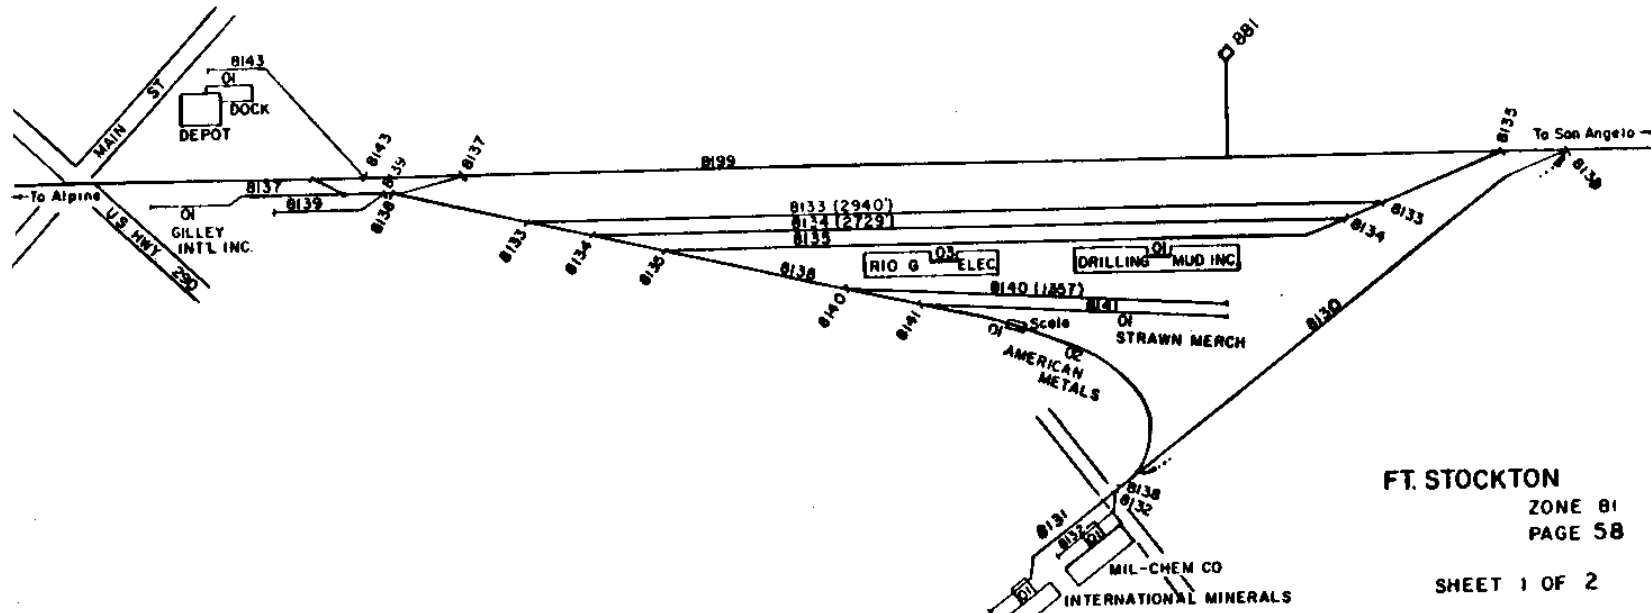 881
8143
01
DOCK
DEPOT
MAIN ST
8143
8139
8137
8199
8135
To San Angelo
8130
To Alpine
8137
8139
8138
01
GILLEY
INT'L INC.
U.S. HWY. 290
8133 (2940')
8134 (2729')
8135
8133
8134
8133
8134
8135
03
RIO G ELEC
01
DRILLING MUD INC.
8138
8140 (1357)
8141
8140
8141
01
Scale
01
STRAWN MERCH
02
AMERICAN
METALS
8130
8138
8132
8131
8132
01
MIL-CHEM CO
01
INTERNATIONAL MINERALS
FT. STOCKTON
ZONE 81
PAGE 58
SHEET 1 OF 2